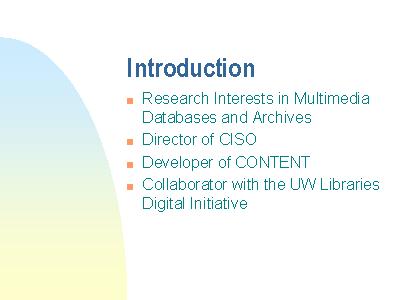 Introduction
Research Interests in Multimedia
Databases and Archives
Director of CISO
Developer of CONTENT
Collaborator with the UW Libraries
Digital Initiative